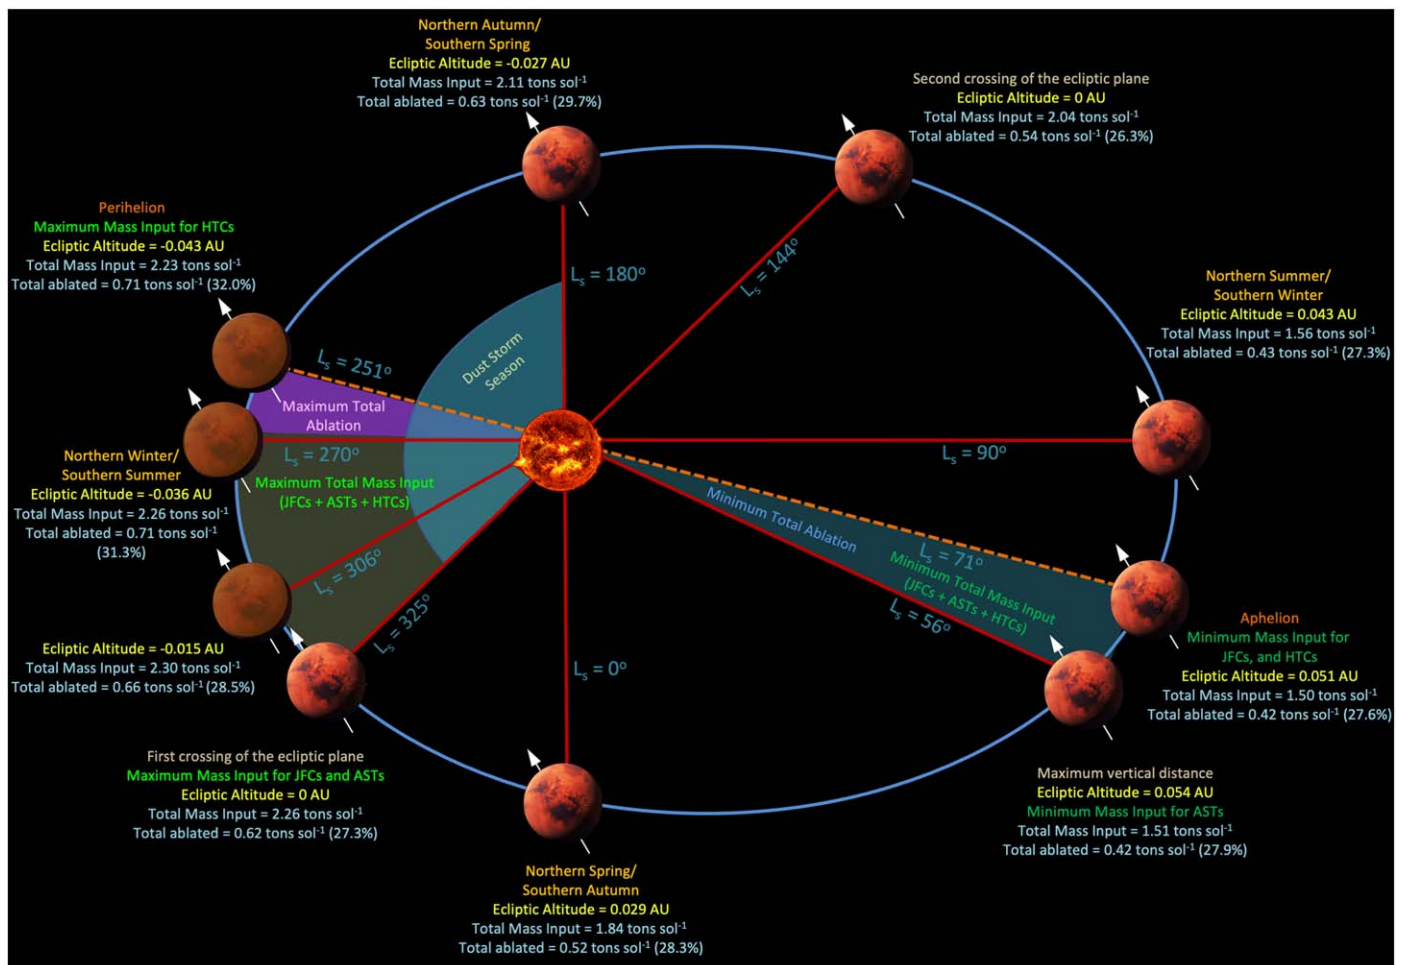 Northern Autumn/
Southern Spring
Ecliptic Altitude = -0.027 AU
Total Mass Input = 2.11 tons sol⁻¹
Total ablated = 0.63 tons sol⁻¹ (29.7%)
Second crossing of the ecliptic plane
Ecliptic Altitude = 0 AU
Total Mass Input = 2.04 tons sol⁻¹
Total ablated = 0.54 tons sol⁻¹ (26.3%)
Perihelion
Maximum Mass Input for HTCs
Ecliptic Altitude = -0.043 AU
Total Mass Input = 2.23 tons sol⁻¹
Total ablated = 0.71 tons sol⁻¹ (32.0%)
Northern Summer/
Southern Winter
Ecliptic Altitude = 0.043 AU
Total Mass Input = 1.56 tons sol⁻¹
Total ablated = 0.43 tons sol⁻¹ (27.3%)
Lₛ = 180°
Lₛ = 144°
Lₛ = 251°
Dust Storm
Season
Maximum Total
Ablation
Lₛ = 270°
Lₛ = 90°
Northern Winter/
Southern Summer
Ecliptic Altitude = -0.036 AU
Total Mass Input = 2.26 tons sol⁻¹
Total ablated = 0.71 tons sol⁻¹
(31.3%)
Maximum Total Mass Input
(JFCs + ASTs + HTCs)
Minimum Total Ablation
Lₛ = 71°
Minimum Total Mass Input
(JFCs + ASTs + HTCs)
Lₛ = 56°
Lₛ = 306°
Lₛ = 325°
Lₛ = 0°
Aphelion
Minimum Mass Input for
JFCs, and HTCs
Ecliptic Altitude = 0.051 AU
Total Mass Input = 1.50 tons sol⁻¹
Total ablated = 0.42 tons sol⁻¹ (27.6%)
Ecliptic Altitude = -0.015 AU
Total Mass Input = 2.30 tons sol⁻¹
Total ablated = 0.66 tons sol⁻¹ (28.5%)
First crossing of the ecliptic plane
Maximum Mass Input for JFCs and ASTs
Ecliptic Altitude = 0 AU
Total Mass Input = 2.26 tons sol⁻¹
Total ablated = 0.62 tons sol⁻¹ (27.3%)
Maximum vertical distance
Ecliptic Altitude = 0.054 AU
Minimum Mass Input for ASTs
Total Mass Input = 1.51 tons sol⁻¹
Total ablated = 0.42 tons sol⁻¹ (27.9%)
Northern Spring/
Southern Autumn
Ecliptic Altitude = 0.029 AU
Total Mass Input = 1.84 tons sol⁻¹
Total ablated = 0.52 tons sol⁻¹ (28.3%)